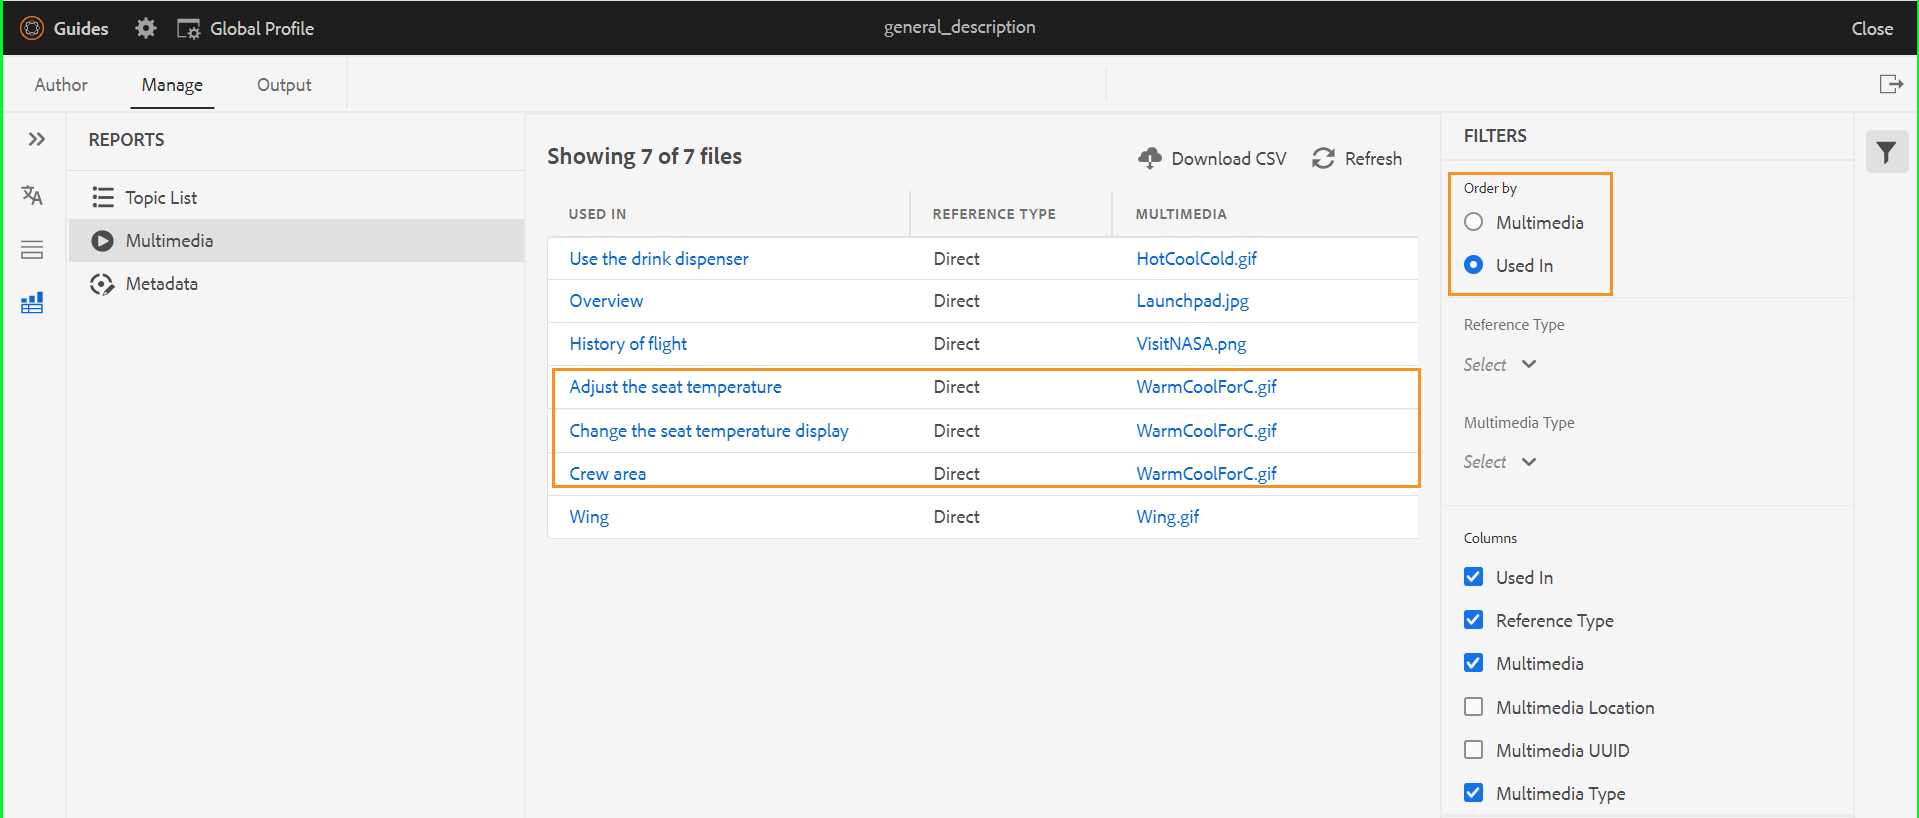 Guides Global Profile general_description Close
Author Manage Output
REPORTS
Topic List
Multimedia
Metadata
Showing 7 of 7 files Download CSV Refresh
USED IN REFERENCE TYPE MULTIMEDIA
Use the drink dispenser Direct HotCoolCold.gif
Overview Direct Launchpad.jpg
History of flight Direct VisitNASA.png
Adjust the seat temperature Direct WarmCoolForC.gif
Change the seat temperature display Direct WarmCoolForC.gif
Crew area Direct WarmCoolForC.gif
Wing Direct Wing.gif
FILTERS
Order by
Multimedia
Used In
Reference Type
Select
Multimedia Type
Select
Columns
Used In
Reference Type
Multimedia
Multimedia Location
Multimedia UUID
Multimedia Type